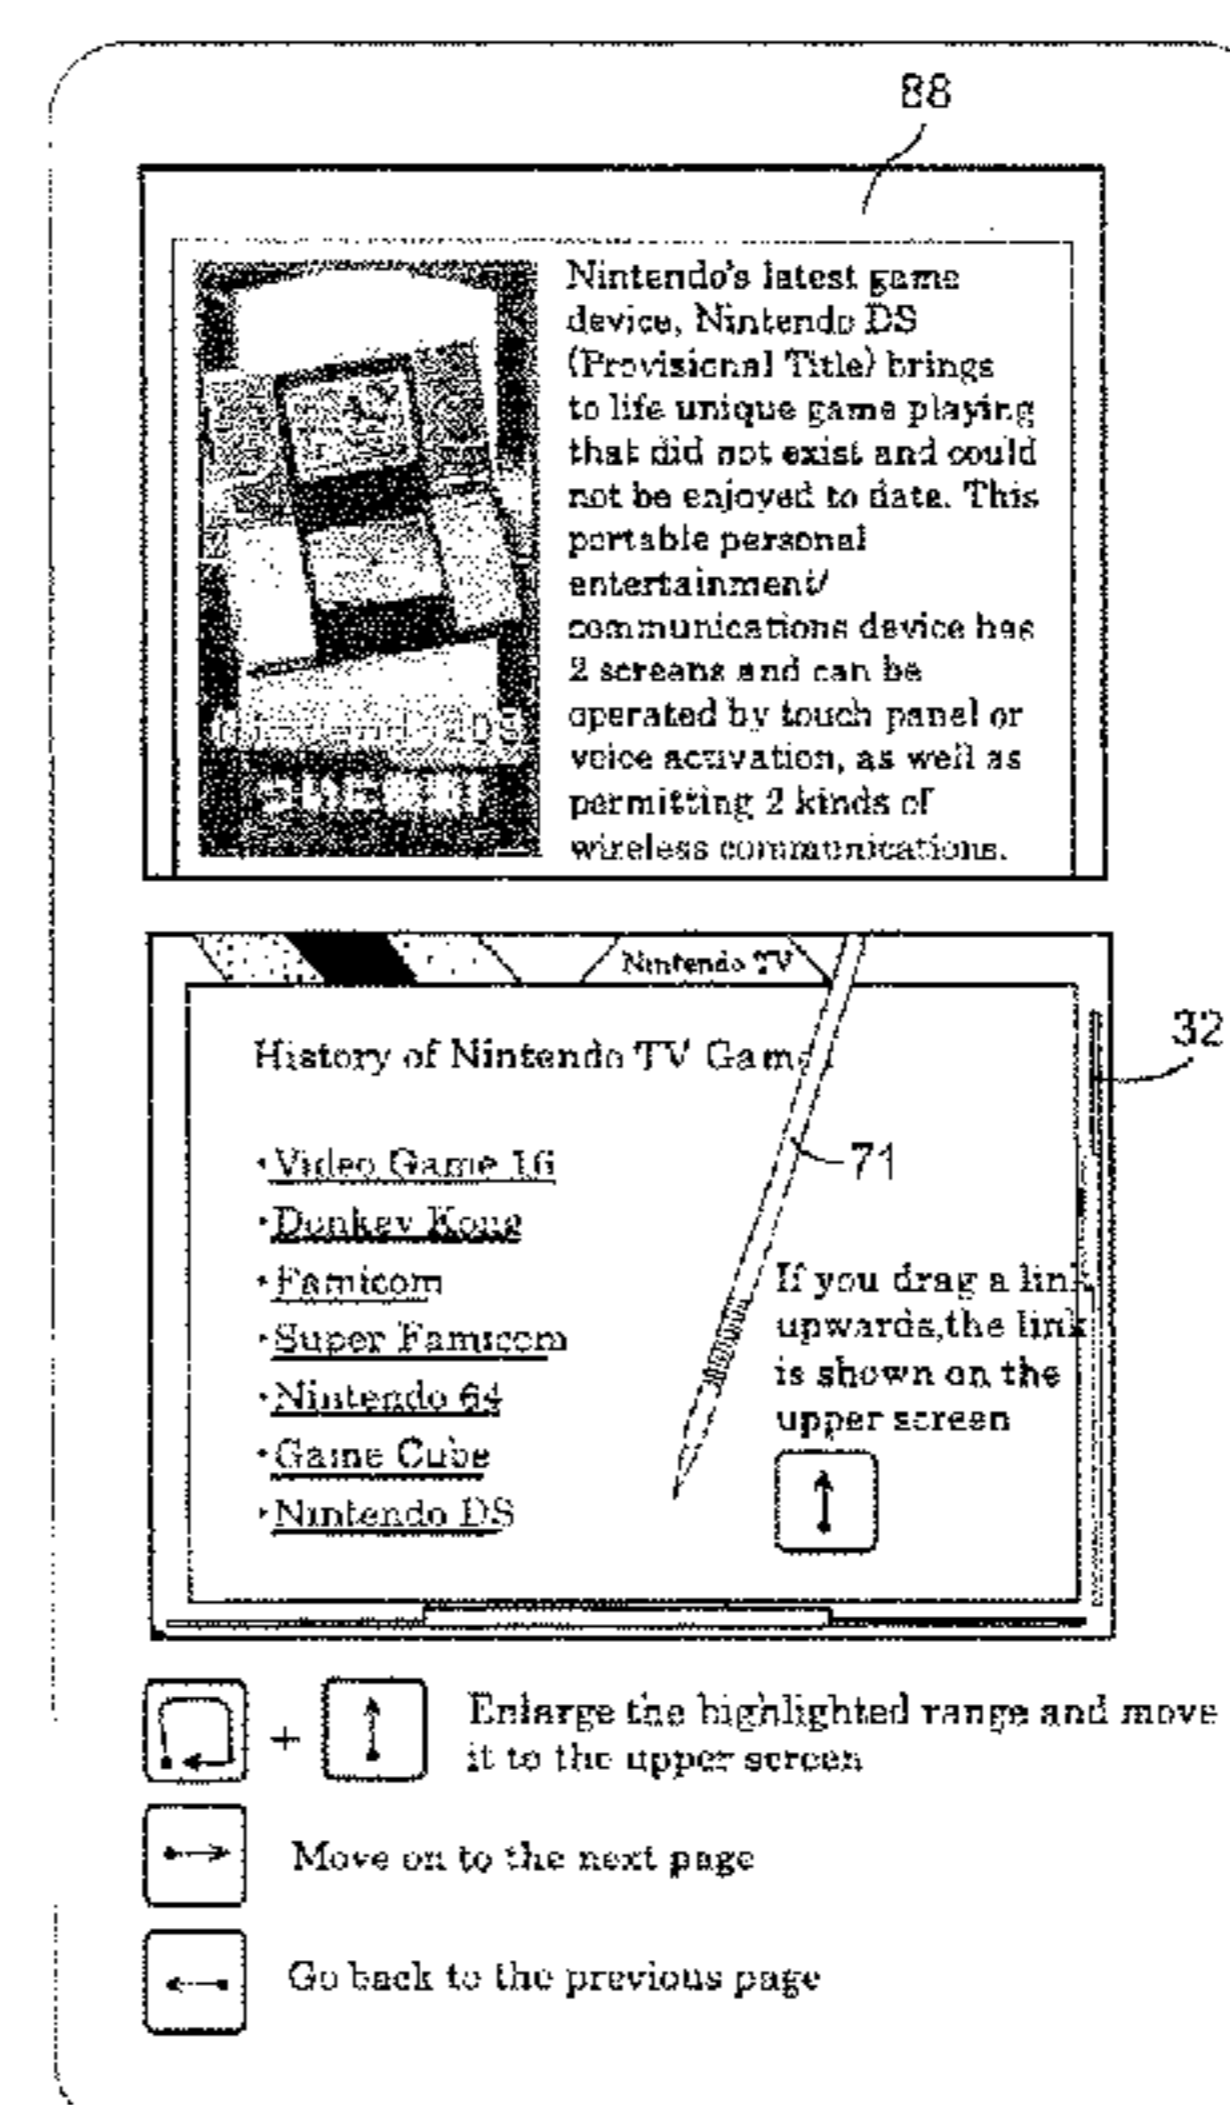 88
Nintendo's latest game
device, Nintendo DS
(Provisional Title) brings
to life unique game playing
that did not exist and could
not be enjoyed to date. This
portable personal
entertainment/
communications device has
2 screens and can be
operated by touch panel or
voice activation, as well as
permitting 2 kinds of
wireless communications.
Nintendo TV
History of Nintendo TV Game
32
71
・Video Game 16
・Donkey Kong
・Famicom
・Super Famicom
・Nintendo 64
・Game Cube
・Nintendo DS
If you drag a link
upwards,the link
is shown on the
upper screen
+
Enlarge the highlighted range and move
it to the upper screen
Move on to the next page
Go back to the previous page